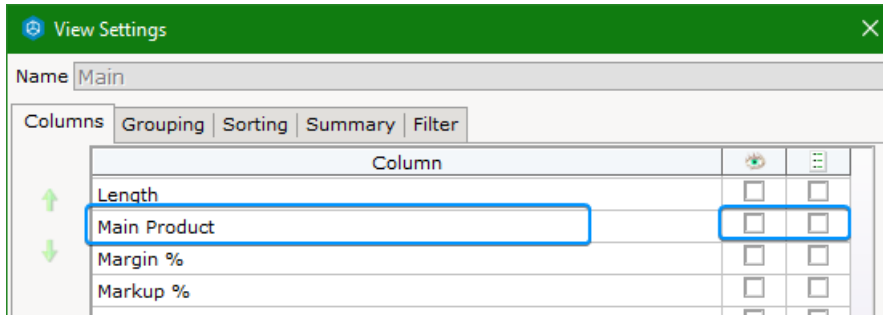 View Settings
Name Main
Columns Grouping Sorting Summary Filter
Column
Length
Main Product
Margin %
Markup %